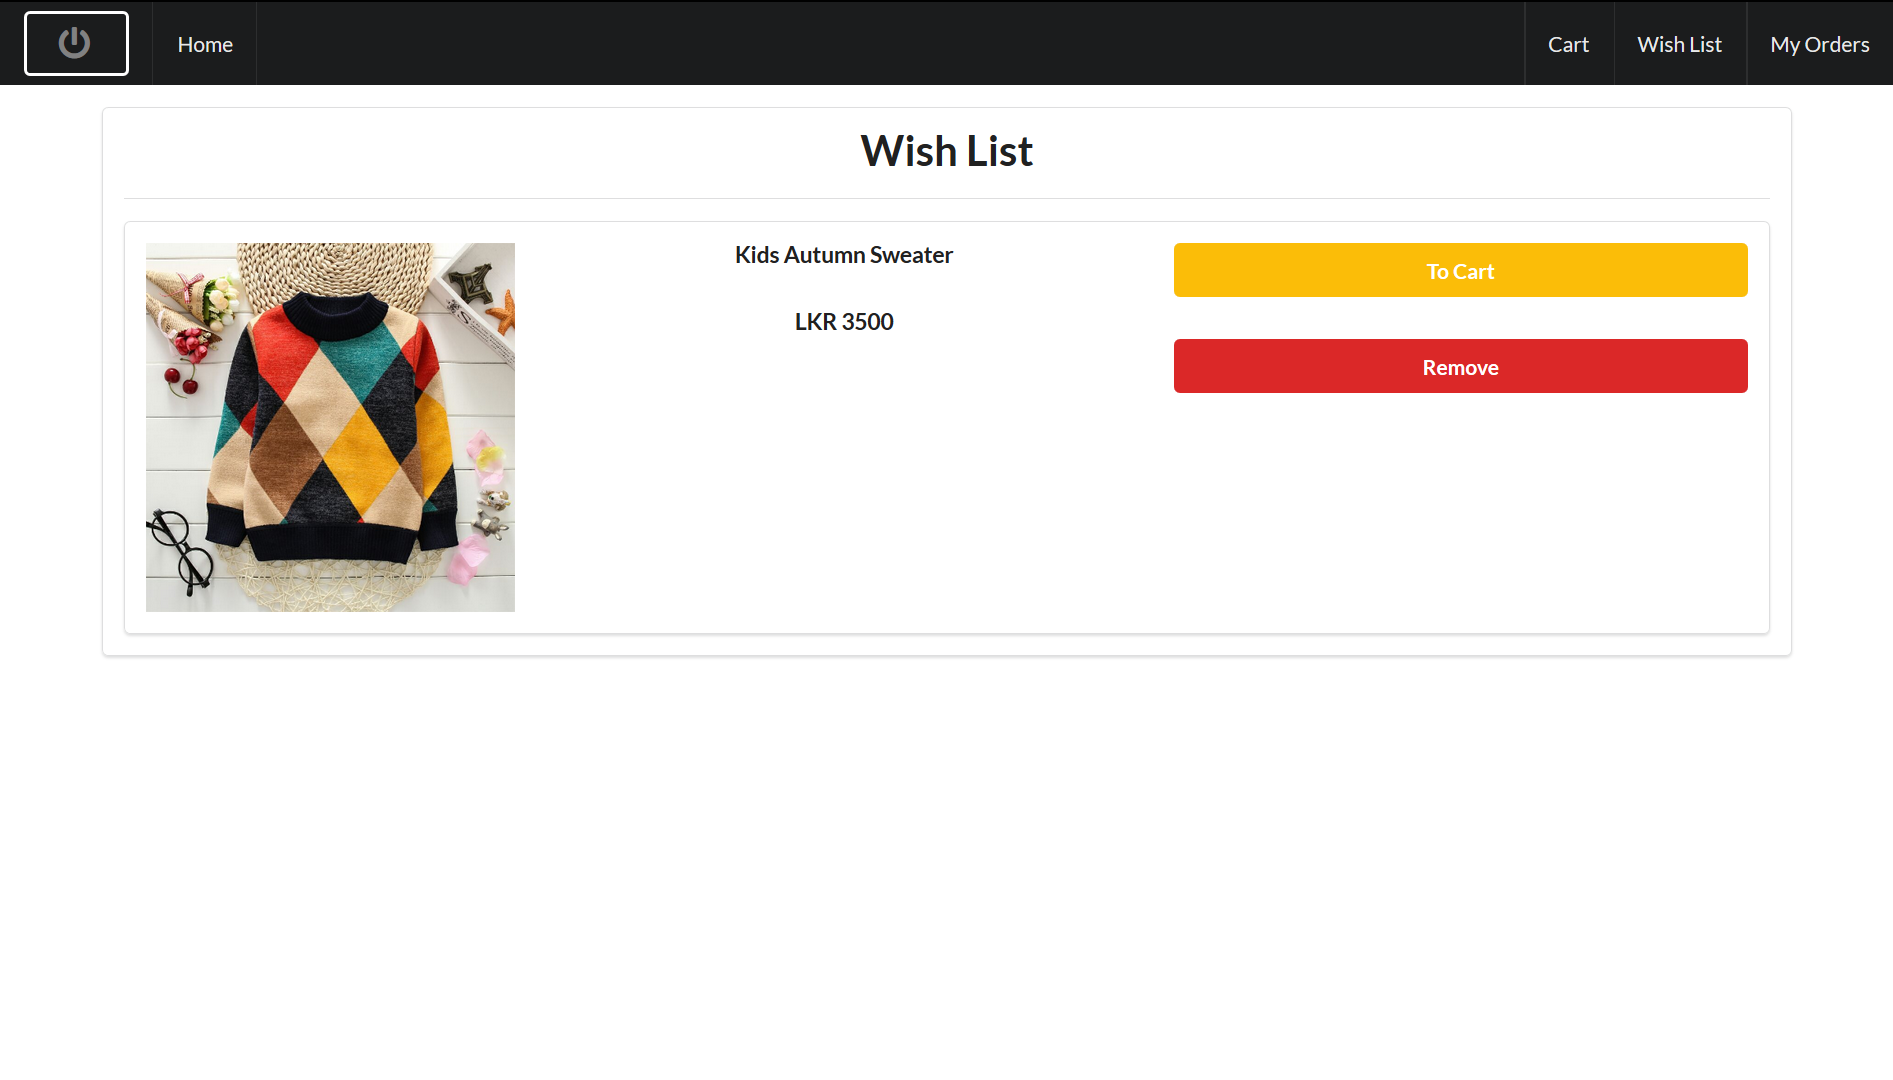 Home
Cart
Wish List
My Orders
Wish List
Kids Autumn Sweater
LKR 3500
To Cart
Remove